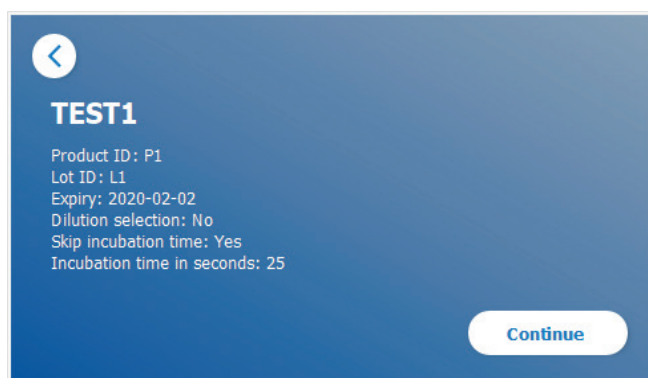 TEST1
Product ID: P1
Lot ID: L1
Expiry: 2020-02-02
Dilution selection: No
Skip incubation time: Yes
Incubation time in seconds: 25
Continue